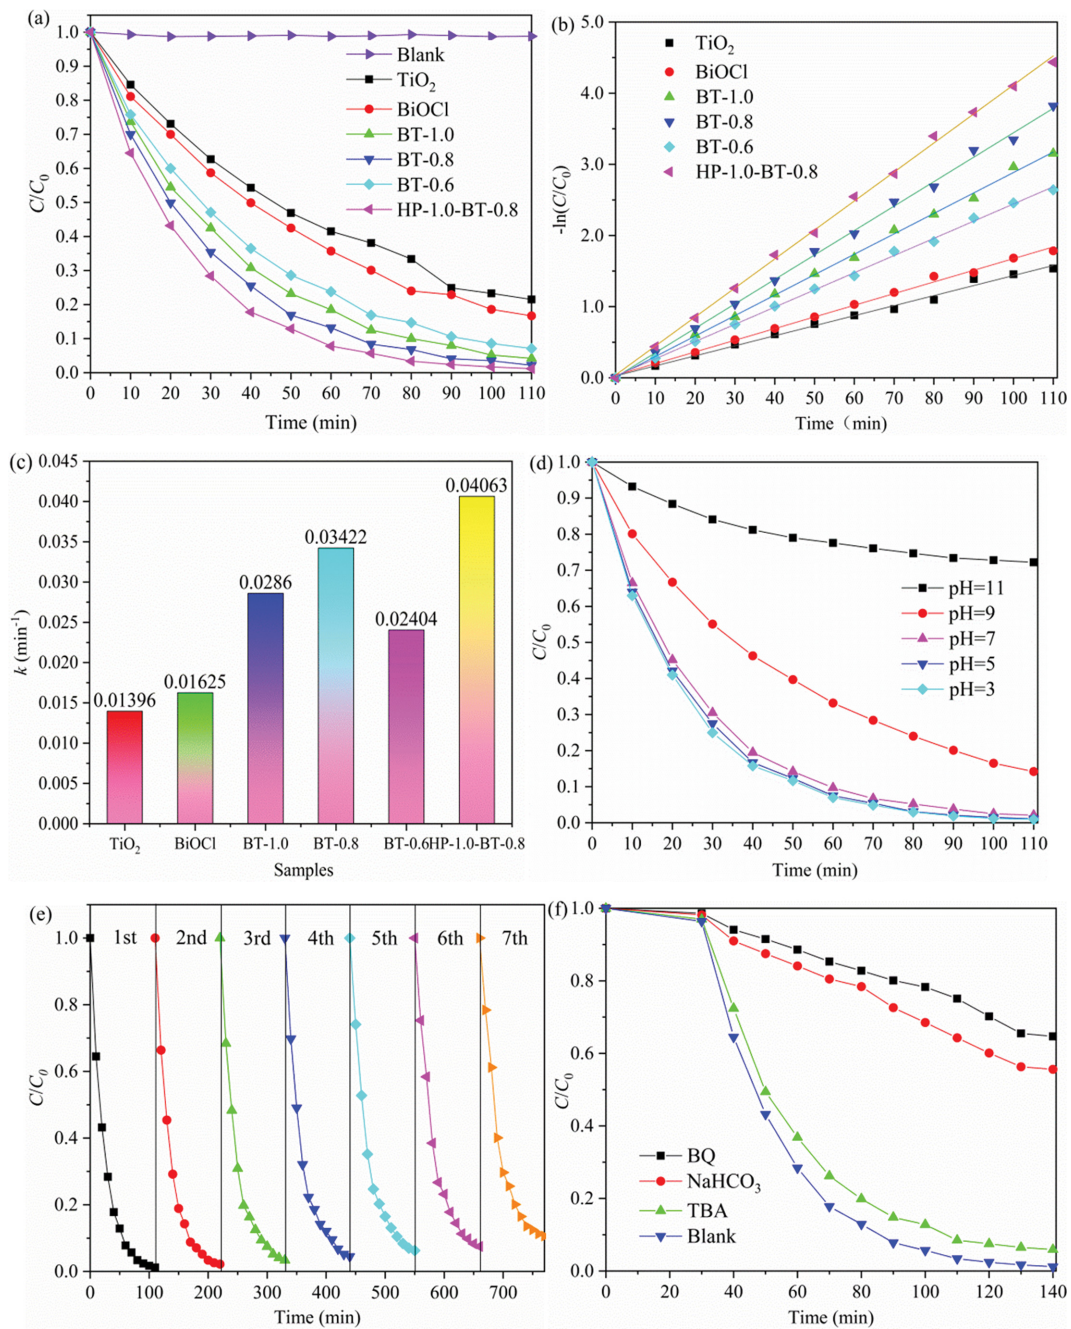 (a)
1.0
0.9
0.8
0.7
0.6
0.5
0.4
0.3
0.2
0.1
0.0
C/C0
Blank
TiO2
BiOCl
BT-1.0
BT-0.8
BT-0.6
HP-1.0-BT-0.8
0 10 20 30 40 50 60 70 80 90 100 110
Time (min)
(b)
5.0
4.0
3.0
2.0
1.0
0.0
-ln(C/C0)
TiO2
BiOCl
BT-1.0
BT-0.8
BT-0.6
HP-1.0-BT-0.8
0 10 20 30 40 50 60 70 80 90 100 110
Time（min）
(c)
0.045
0.040
0.035
0.030
0.025
0.020
0.015
0.010
0.005
0.000
k (min-1)
0.01396
0.01625
0.0286
0.03422
0.02404
0.04063
TiO2 BiOCl BT-1.0 BT-0.8 BT-0.6 HP-1.0-BT-0.8
Samples
(d)
1.0
0.9
0.8
0.7
0.6
0.5
0.4
0.3
0.2
0.1
0.0
C/C0
pH=11
pH=9
pH=7
pH=5
pH=3
0 10 20 30 40 50 60 70 80 90 100 110
Time (min)
(e)
1.0
0.8
0.6
0.4
0.2
0.0
C/C0
1st 2nd 3rd 4th 5th 6th 7th
0 100 200 300 400 500 600 700
Time (min)
(f)
1.0
0.8
0.6
0.4
0.2
0.0
C/C0
BQ
NaHCO3
TBA
Blank
0 20 40 60 80 100 120 140
Time (min)